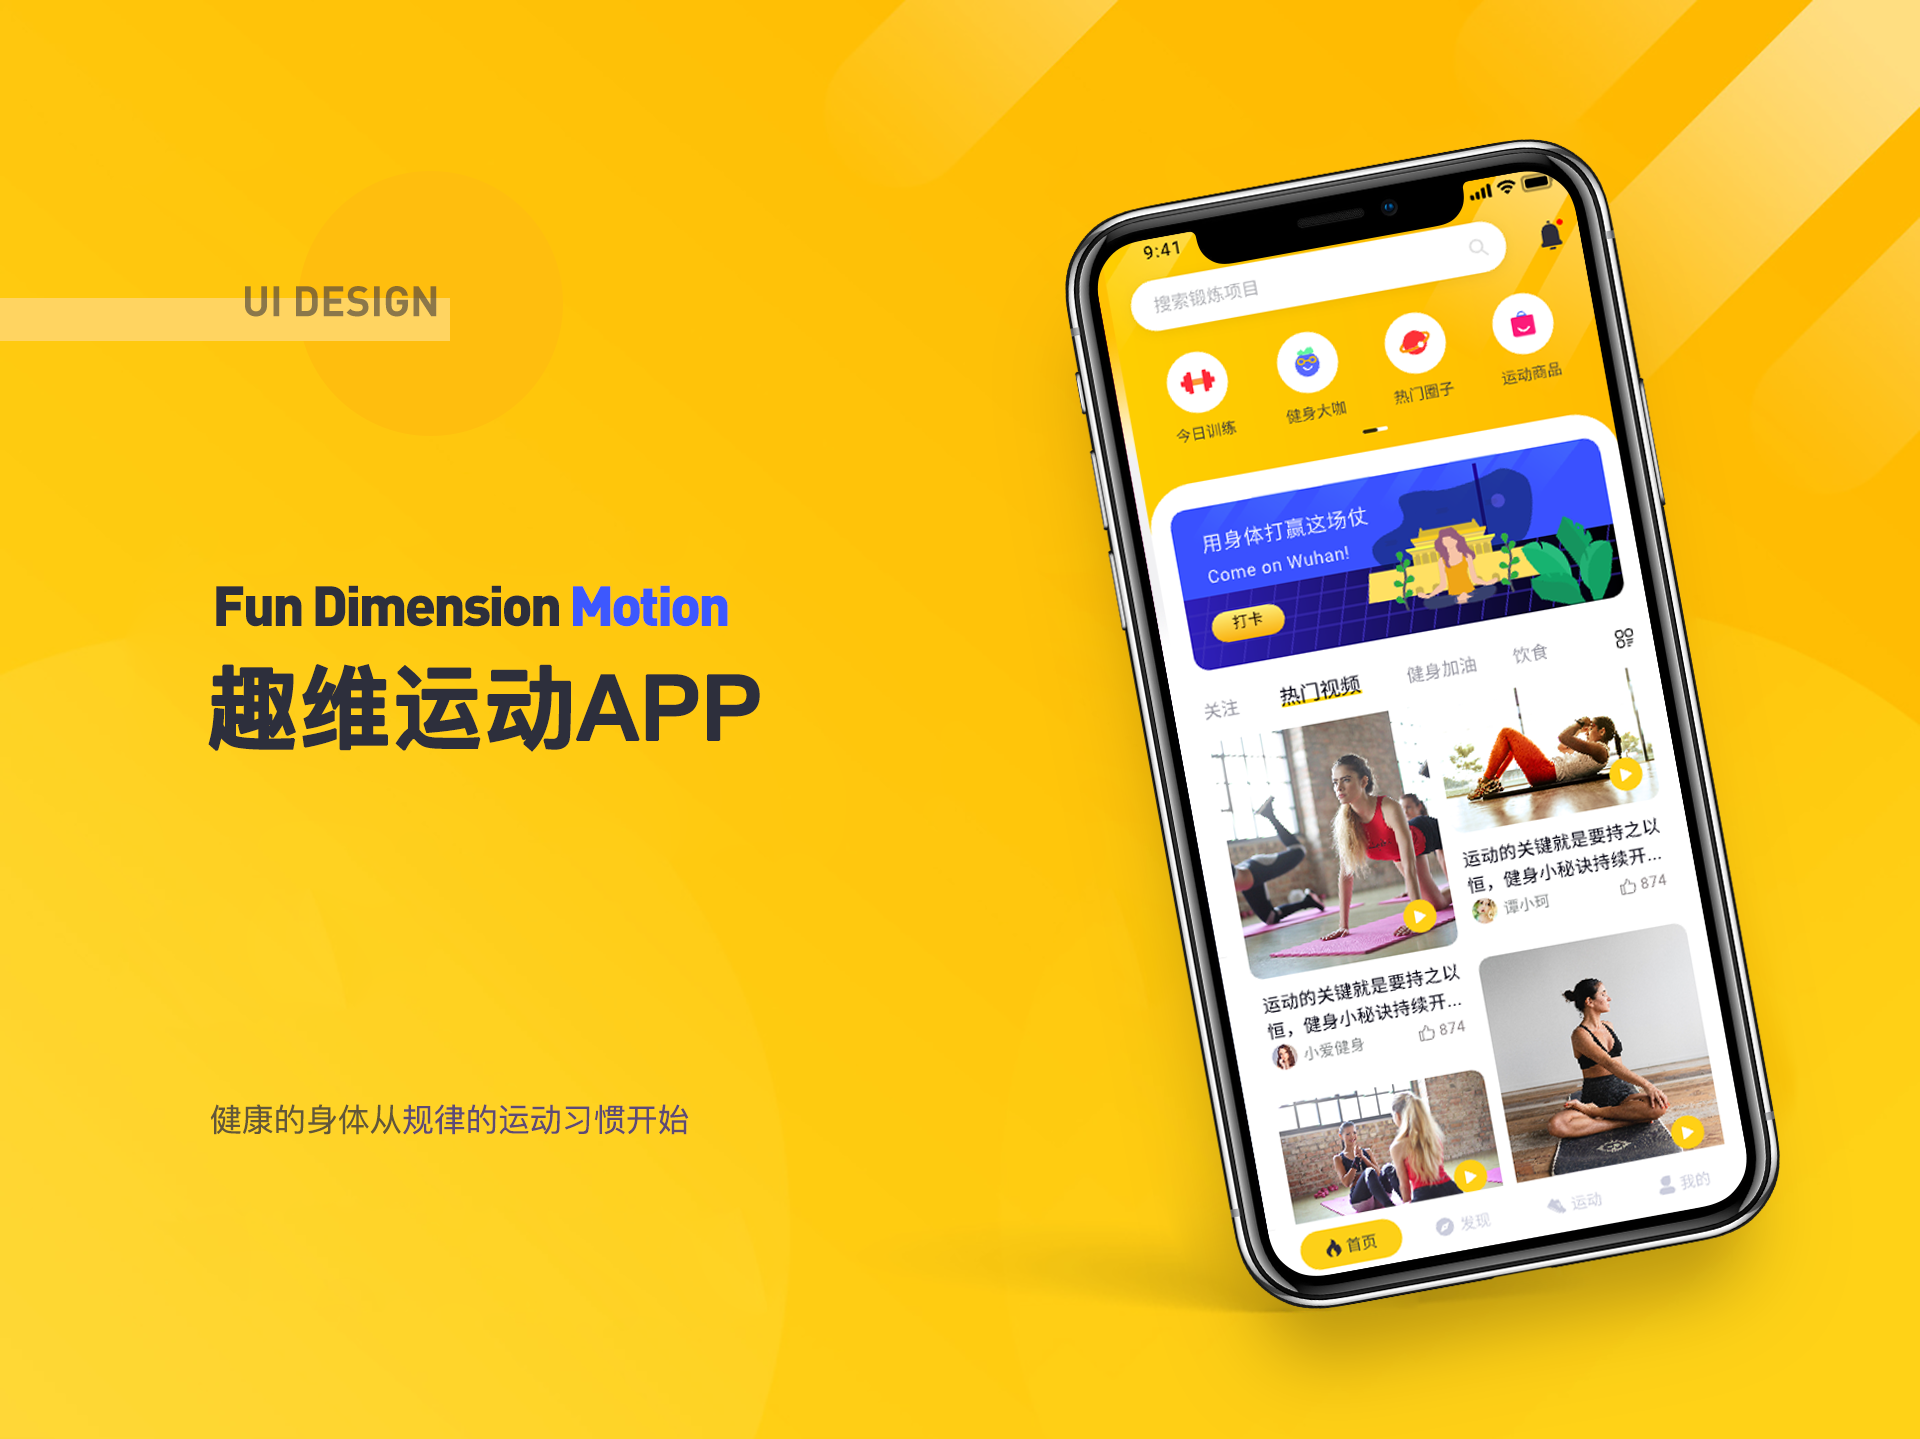 UI DESIGN
Fun Dimension Motion
趣维运动APP
健康的身体从规律的运动习惯开始
9:41
搜索锻炼项目
今日训练
健身大咖
热门圈子
运动商品
用身体打赢这场仗
Come on Wuhan!
打卡
关注
热门视频
健身加油
饮食
运动的关键就是要持之以
恒，健身小秘诀持续开...
谭小珂
874
运动的关键就是要持之以
恒，健身小秘诀持续开...
小爱健身
874
首页
发现
运动
我的